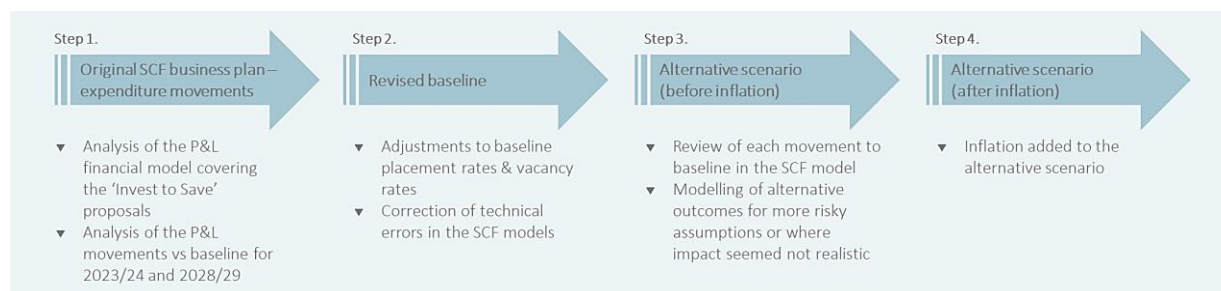 Step 1.
Original SCF business plan –
expenditure movements
▼ Analysis of the P&L
financial model covering
the ‘Invest to Save’
proposals
▼ Analysis of the P&L
movements vs baseline for
2023/24 and 2028/29
Step 2.
Revised baseline
▼ Adjustments to baseline
placement rates & vacancy
rates
▼ Correction of technical
errors in the SCF models
Step 3.
Alternative scenario
(before inflation)
▼ Review of each movement to
baseline in the SCF model
▼ Modelling of alternative
outcomes for more risky
assumptions or where
impact seemed not realistic
Step 4.
Alternative scenario
(after inflation)
▼ Inflation added to the
alternative scenario